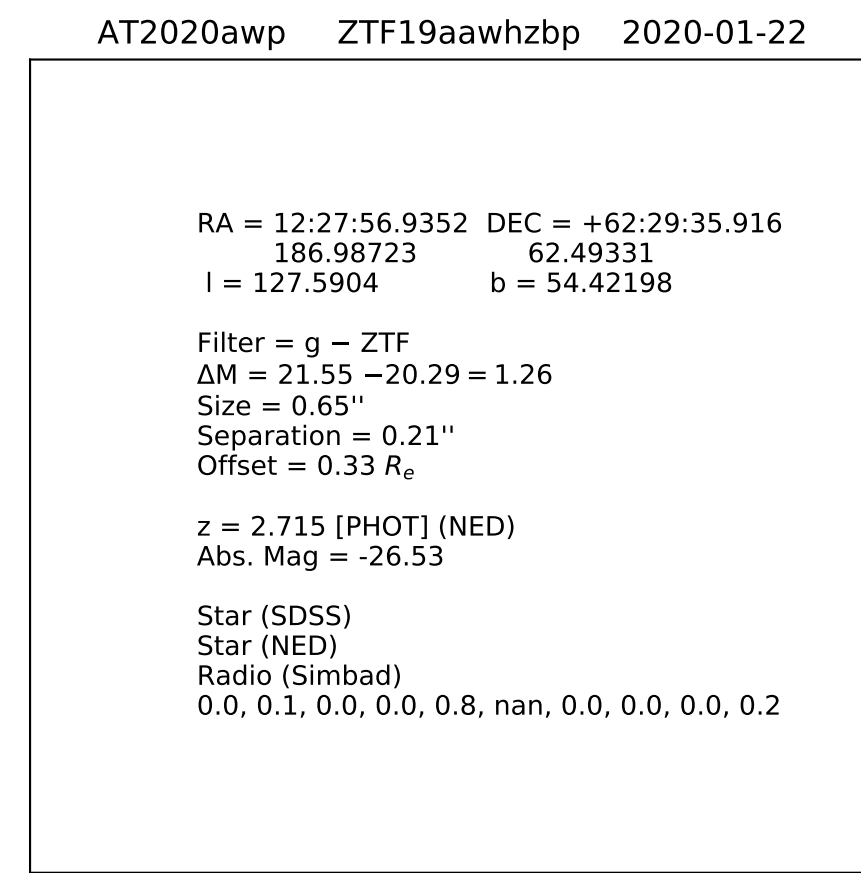 AT2020awp ZTF19aawhzbp 2020-01-22
RA = 12:27:56.9352 DEC = +62:29:35.916
186.98723 62.49331
l = 127.5904 b = 54.42198
Filter = g − ZTF
ΔM = 21.55 −20.29 = 1.26
Size = 0.65''
Separation = 0.21''
Offset = 0.33 Re
z = 2.715 [PHOT] (NED)
Abs. Mag = -26.53
Star (SDSS)
Star (NED)
Radio (Simbad)
0.0, 0.1, 0.0, 0.0, 0.8, nan, 0.0, 0.0, 0.0, 0.2